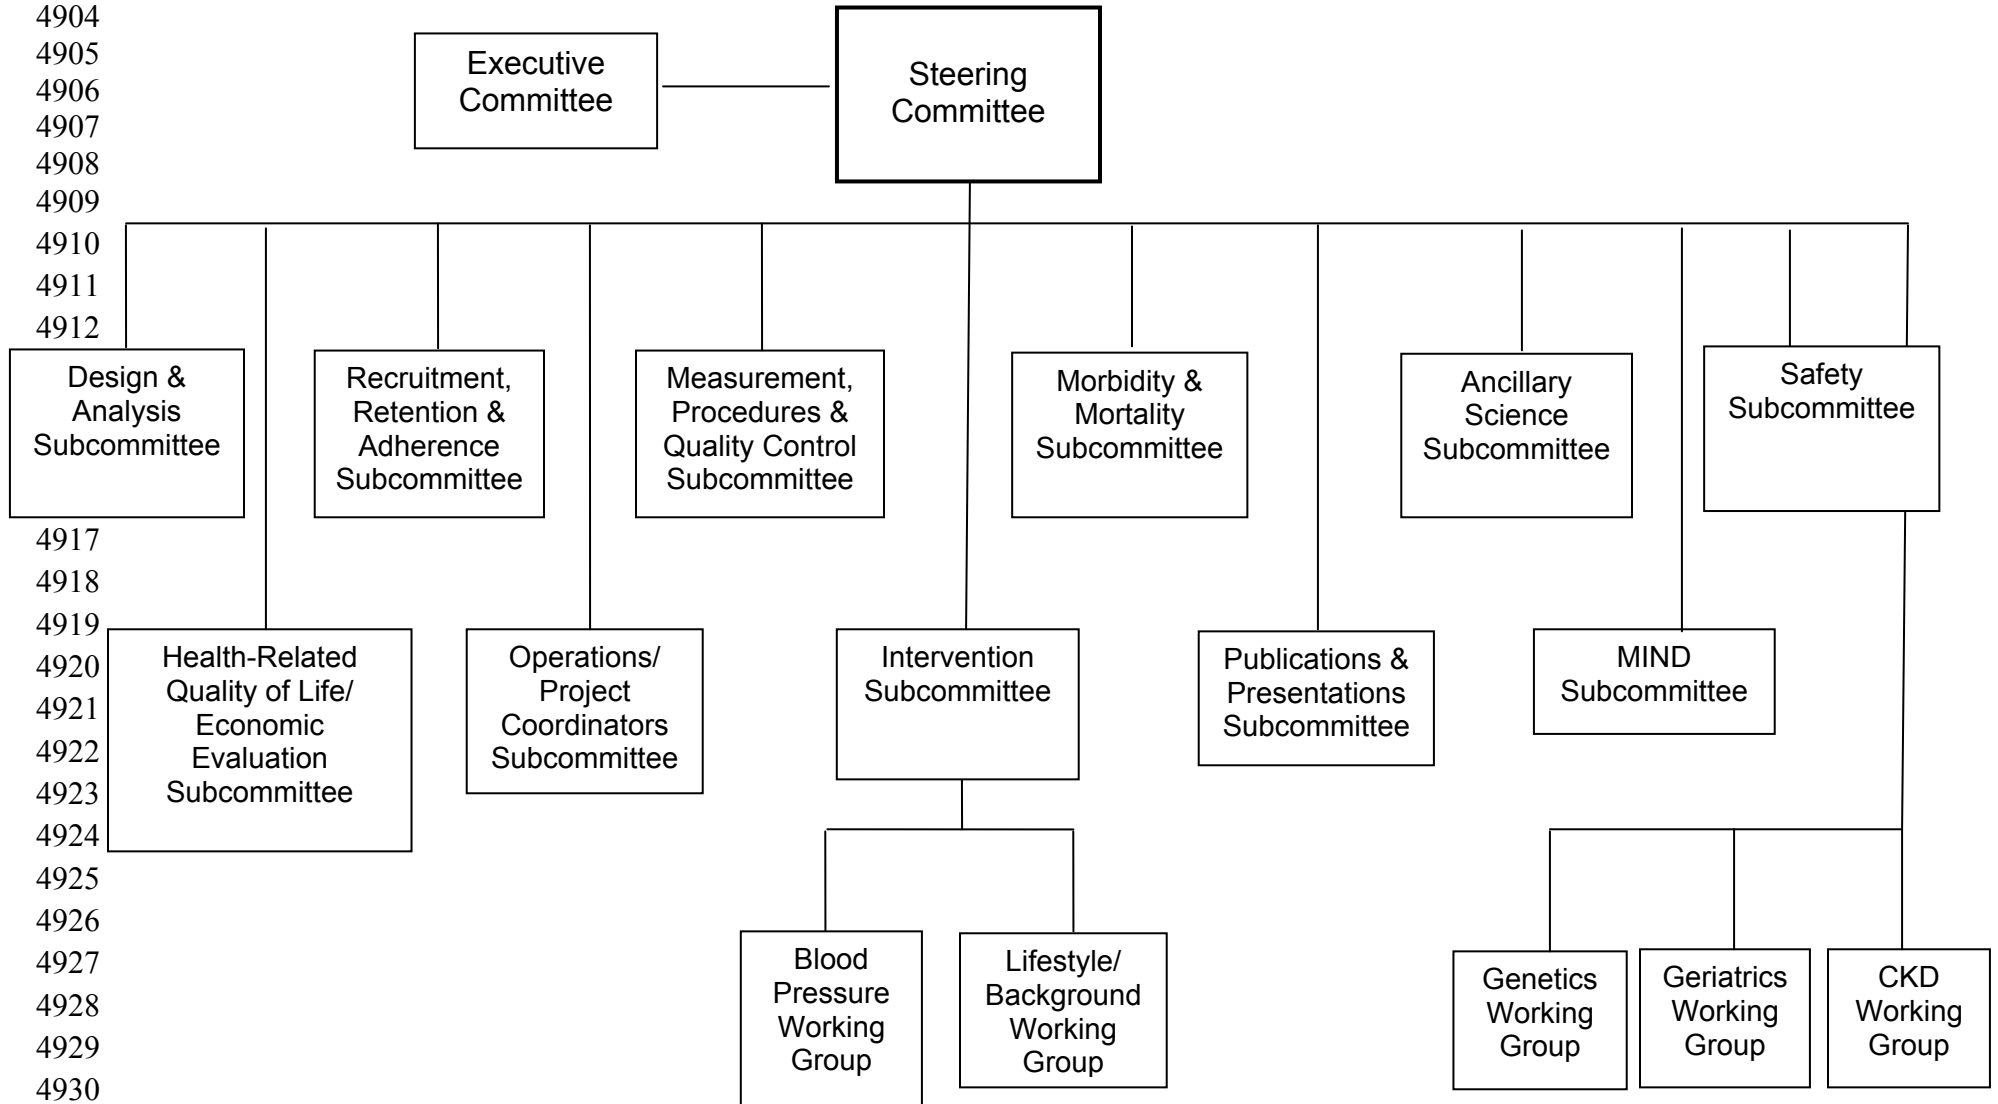 4904
4905
4906
4907
4908
4909
4910
4911
4912
4917
4918
4919
4920
4921
4922
4923
4924
4925
4926
4927
4928
4929
4930
Executive
Committee
Steering
Committee
Design &
Analysis
Subcommittee
Recruitment,
Retention &
Adherence
Subcommittee
Measurement,
Procedures &
Quality Control
Subcommittee
Morbidity &
Mortality
Subcommittee
Ancillary
Science
Subcommittee
Safety
Subcommittee
Health-Related
Quality of Life/
Economic
Evaluation
Subcommittee
Operations/
Project
Coordinators
Subcommittee
Intervention
Subcommittee
Publications &
Presentations
Subcommittee
MIND
Subcommittee
Blood
Pressure
Working
Group
Lifestyle/
Background
Working
Group
Genetics
Working
Group
Geriatrics
Working
Group
CKD
Working
Group